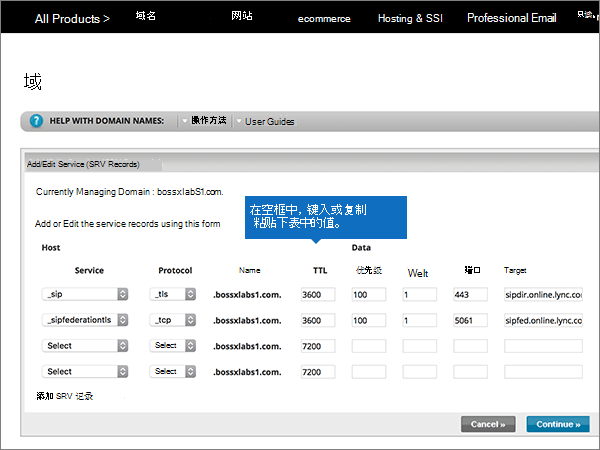 All Products > 域名 网站 ecommerce Hosting & SSI Professional Email
域
? HELP WITH DOMAIN NAMES: 操作方法 User Guides
Add/Edit Service (SRV Records)
Currently Managing Domain : bossxlabS1.com.
在空框中，键入或复制
粘贴下表中的值。
Add or Edit the service records using this form
Host Data
Service Protocol Name TTL 优先级 Welt 端口 Target
_sip _tls .bossxlabs1.com. 3600 100 1 443 sipdir.online.lync.co
_sipfederationtls _tcp .bossxlabs1.com. 3600 100 1 5061 sipfed.online.lync.co
Select Select .bossxlabs1.com. 7200
Select Select .bossxlabs1.com. 7200
添加 SRV 记录
Cancel » Continue »